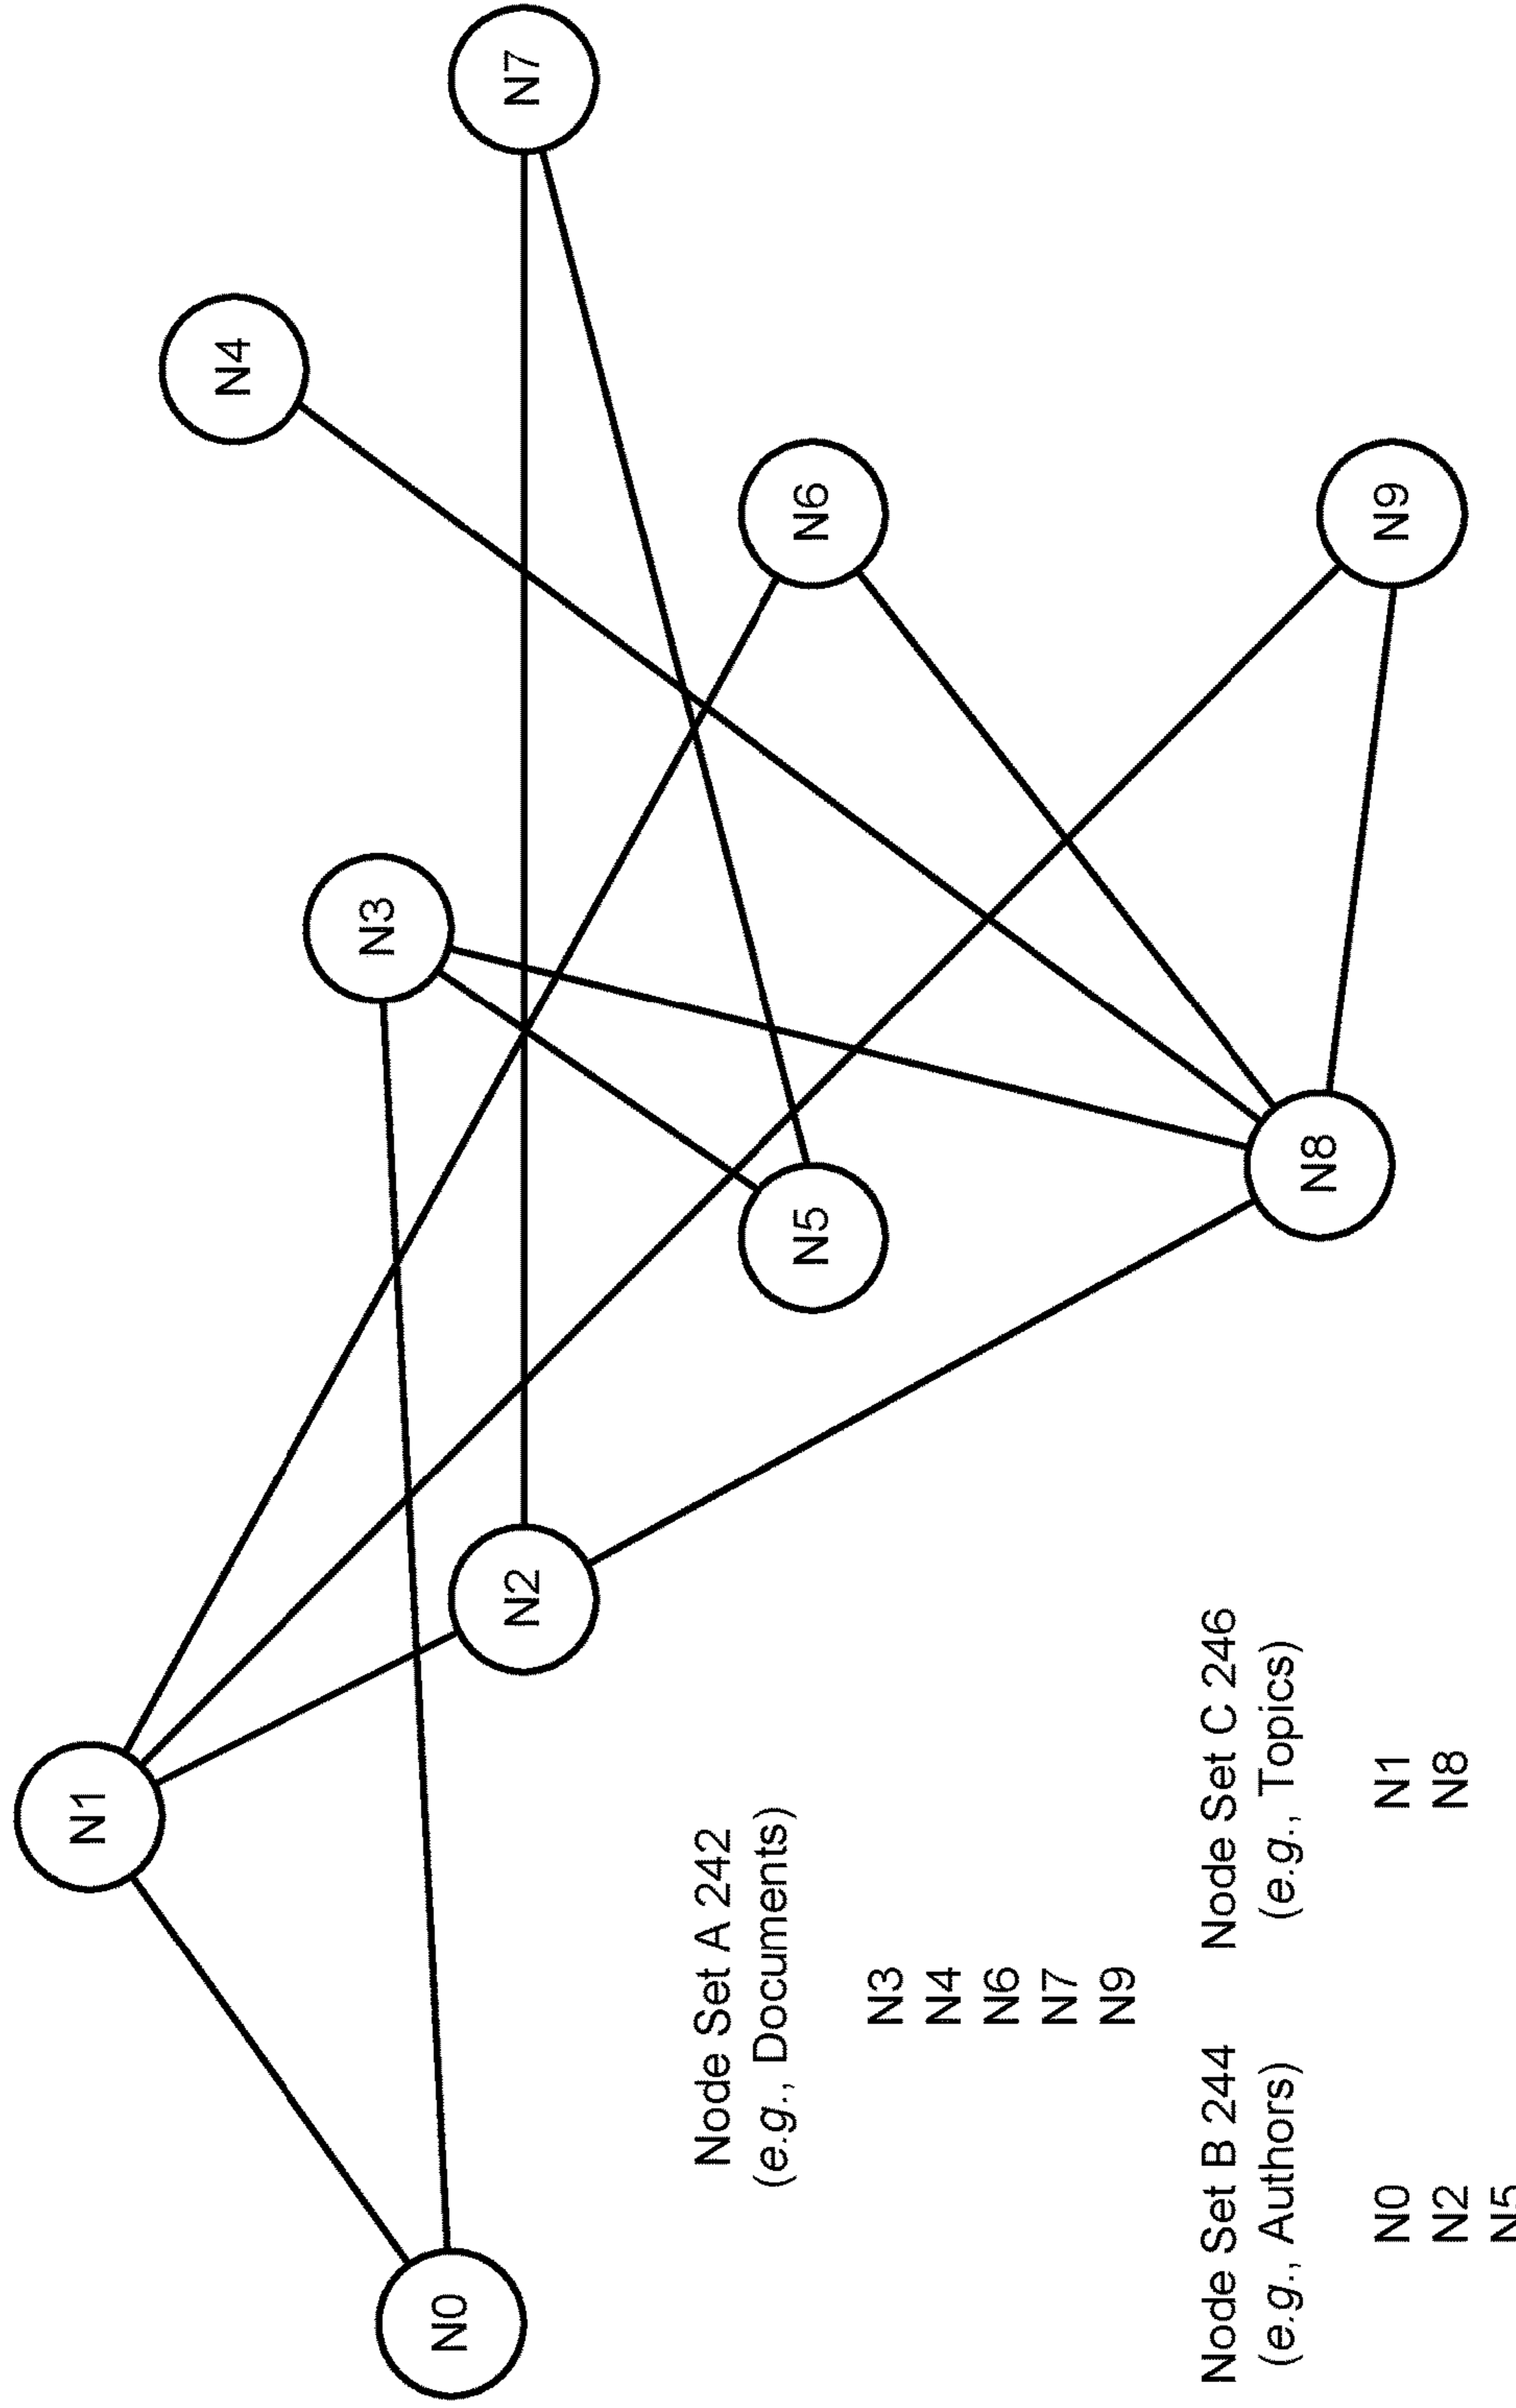 N1
N4
N3
N0
N2
N7
N5
N6
N8
N9
Node Set A 242
(e.g., Documents)
N3
N4
N6
N7
N9
Node Set B 244
(e.g., Authors)
N0
N2
N5
Node Set C 246
(e.g., Topics)
N1
N8